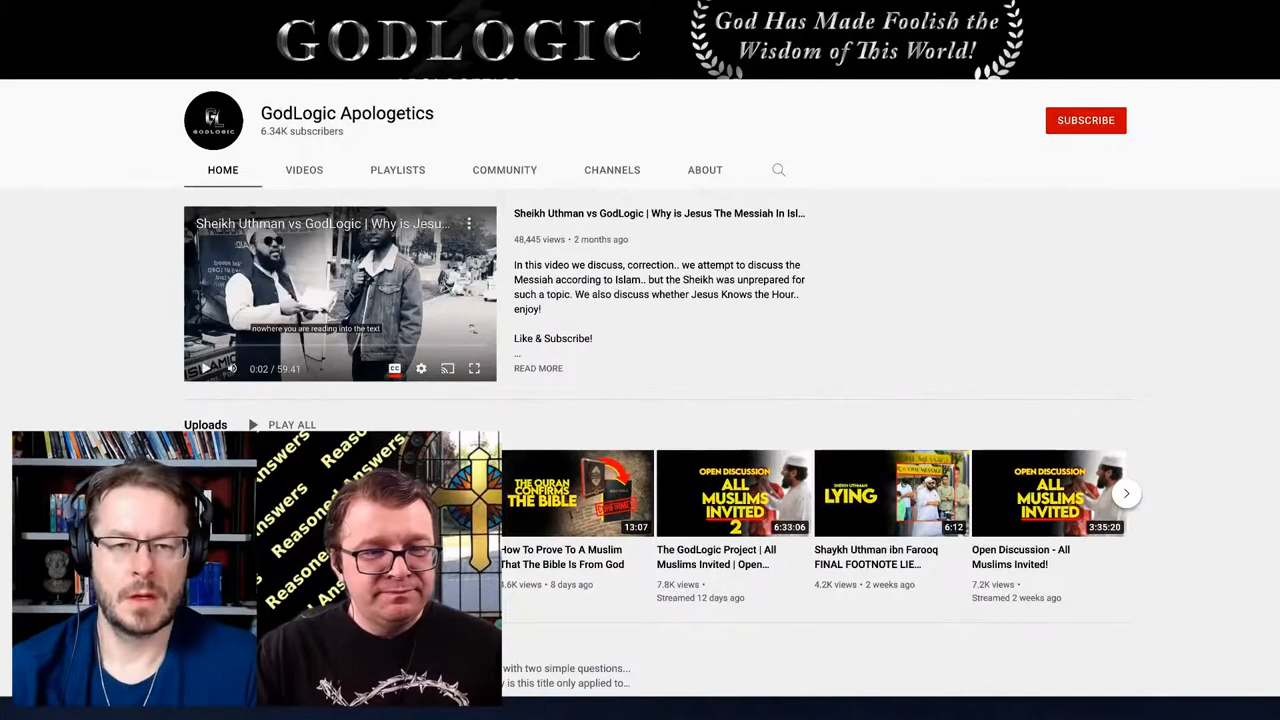 GODLOGIC
God Has Made Foolish the
Wisdom of This World!
GL
GODLOGIC
GodLogic Apologetics
6.34K subscribers
SUBSCRIBE
HOME
VIDEOS
PLAYLISTS
COMMUNITY
CHANNELS
ABOUT
Sheikh Uthman vs GodLogic | Why is Jesu...
nowhere you are reading into the text
0:02 / 59:41
CC
Sheikh Uthman vs GodLogic | Why is Jesus The Messiah In Isl...
48,445 views • 2 months ago
In this video we discuss, correction.. we attempt to discuss the
Messiah according to Islam.. but the Sheikh was unprepared for
such a topic. We also discuss whether Jesus Knows the Hour..
enjoy!
Like & Subscribe!
...
READ MORE
Uploads
PLAY ALL
THE QURAN
CONFIRMS
THE BIBLE
13:07
How To Prove To A Muslim
That The Bible Is From God
8 days ago
OPEN DISCUSSION
ALL
MUSLIMS
INVITED
2
6:33:06
The GodLogic Project | All
Muslims Invited | Open...
7.8K views •
Streamed 12 days ago
SHEIKH UTHMAN
LYING
6:12
Shaykh Uthman ibn Farooq
FINAL FOOTNOTE LIE...
4.2K views • 2 weeks ago
OPEN DISCUSSION
ALL
MUSLIMS
INVITED
3:35:20
Open Discussion - All
Muslims Invited!
7.2K views •
Streamed 2 weeks ago
Answers
Reasoned
Answers
Reasoned
Answers
with two simple questions...
is this title only applied to...